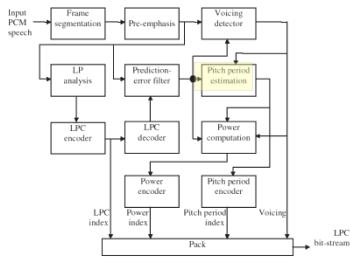 Input
PCM
speech
Frame
segmentation
Pre-emphasis
Voicing
detector
LP
analysis
Prediction-
error filter
Pitch period
estimation
LPC
encoder
LPC
decoder
Power
computation
Power
encoder
Pitch period
encoder
LPC
index
Power
index
Pitch period
index
Voicing
Pack
LPC
bit-stream